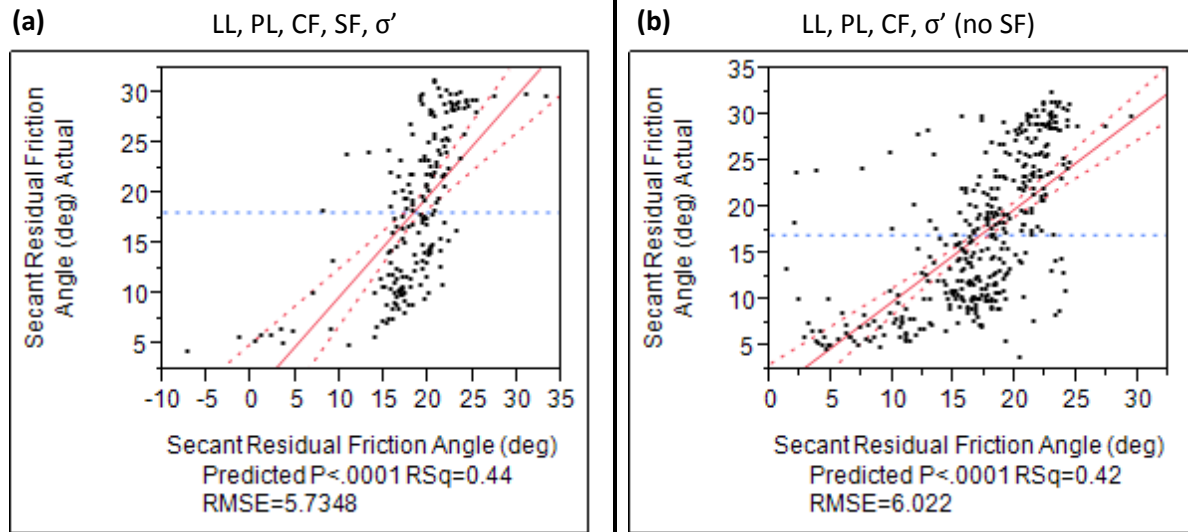 (a) LL, PL, CF, SF, σ’
Secant Residual Friction
Angle (deg) Actual
30
25
20
15
10
5
-10 -5 0 5 10 15 20 25 30 35
Secant Residual Friction Angle (deg)
Predicted P<.0001 RSq=0.44
RMSE=5.7348
(b) LL, PL, CF, σ’ (no SF)
Secant Residual Friction
Angle (deg) Actual
35
30
25
20
15
10
5
0 5 10 15 20 25 30
Secant Residual Friction Angle (deg)
Predicted P<.0001 RSq=0.42
RMSE=6.022